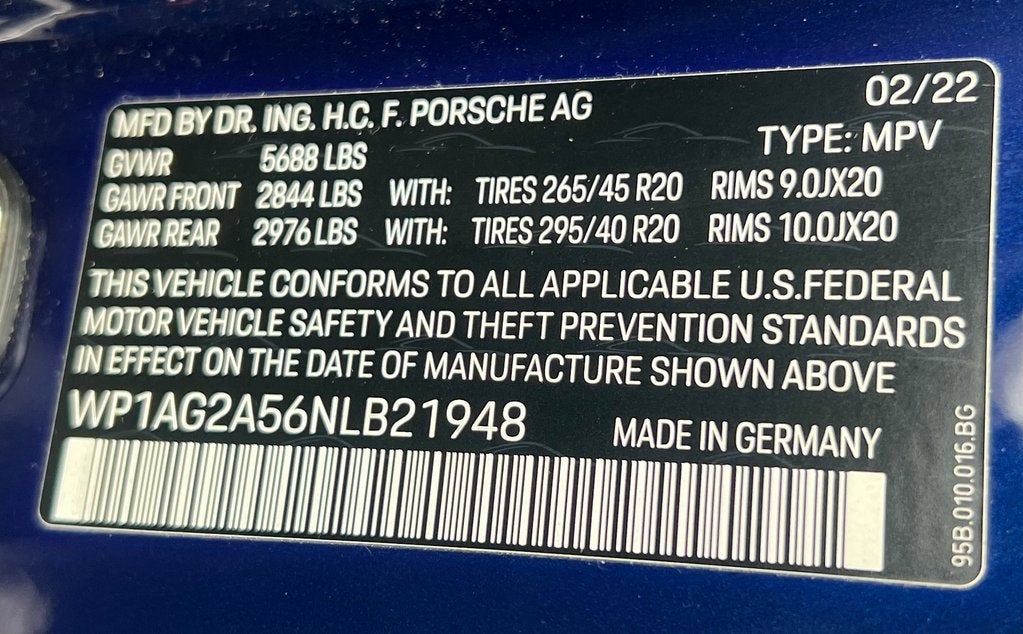 02/22
MFD BY DR. ING. H.C. F. PORSCHE AG
TYPE: MPV
GVWR 5688 LBS
GAWR FRONT 2844 LBS WITH: TIRES 265/45 R20 RIMS 9.0JX20
GAWR REAR 2976 LBS WITH: TIRES 295/40 R20 RIMS 10.0JX20
THIS VEHICLE CONFORMS TO ALL APPLICABLE U.S.FEDERAL
MOTOR VEHICLE SAFETY AND THEFT PREVENTION STANDARDS
IN EFFECT ON THE DATE OF MANUFACTURE SHOWN ABOVE
WP1AG2A56NLB21948 MADE IN GERMANY
95B.010.016.BG